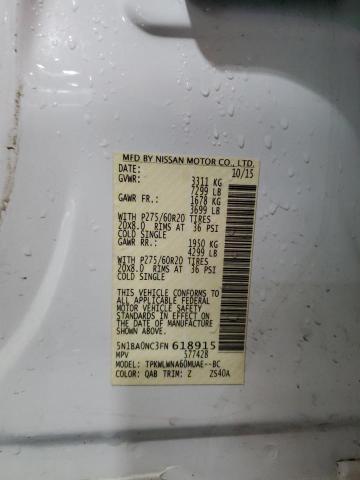 MFD BY NISSAN MOTOR CO., LTD.
DATE: 10/15
GVWR: 3311 KG
7299 LB
GAWR FR.: 1678 KG
3699 LB
WITH P275/60R20 TIRES
20X8.0 RIMS AT 36 PSI
COLD SINGLE
GAWR RR.: 1950 KG
4299 LB
WITH P275/60R20 TIRES
20X8.0 RIMS AT 36 PSI
COLD SINGLE
THIS VEHICLE CONFORMS TO
ALL APPLICABLE FEDERAL
MOTOR VEHICLE SAFETY
STANDARDS IN EFFECT ON
THE DATE OF MANUFACTURE
SHOWN ABOVE.
5N1BA0NC3FN 618915
MPV 377428
MODEL: TPKWLWNA60MUAE--BC
COLOR: QAB TRIM: Z ZS40A